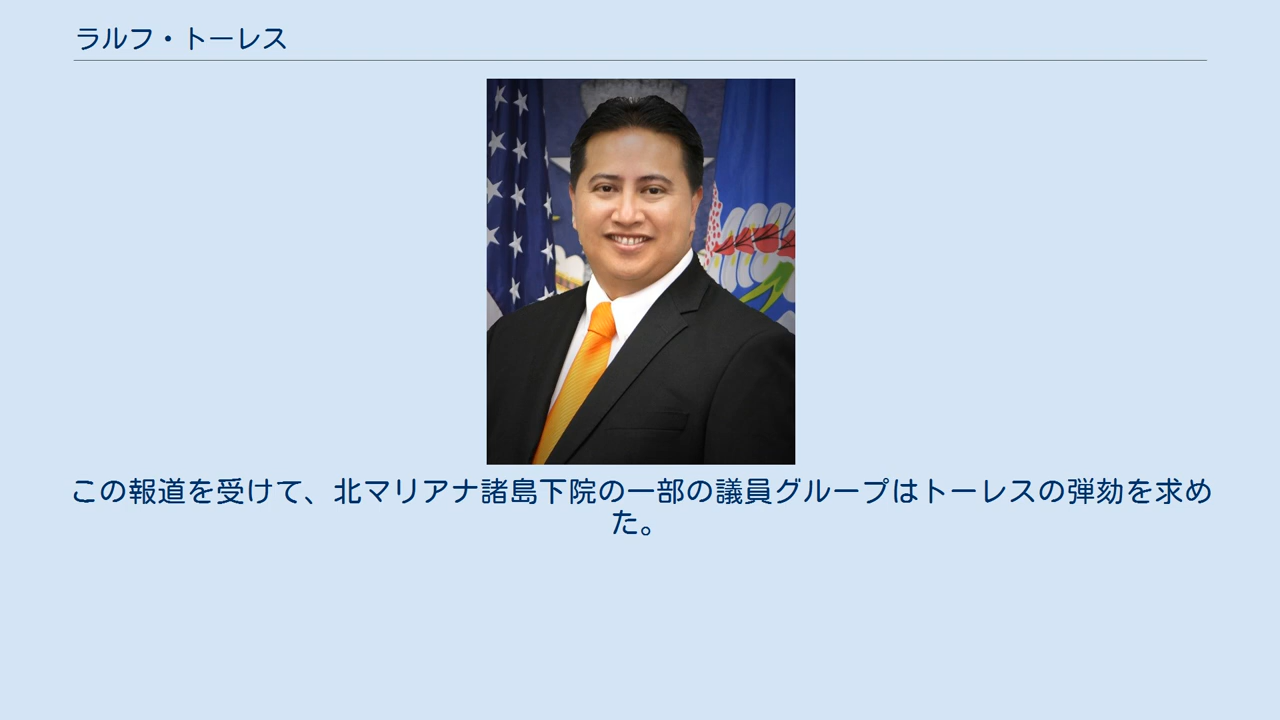 ラルフ・トーレス
この報道を受けて、北マリアナ諸島下院の一部の議員グループはトーレスの弾劾を求め
た。